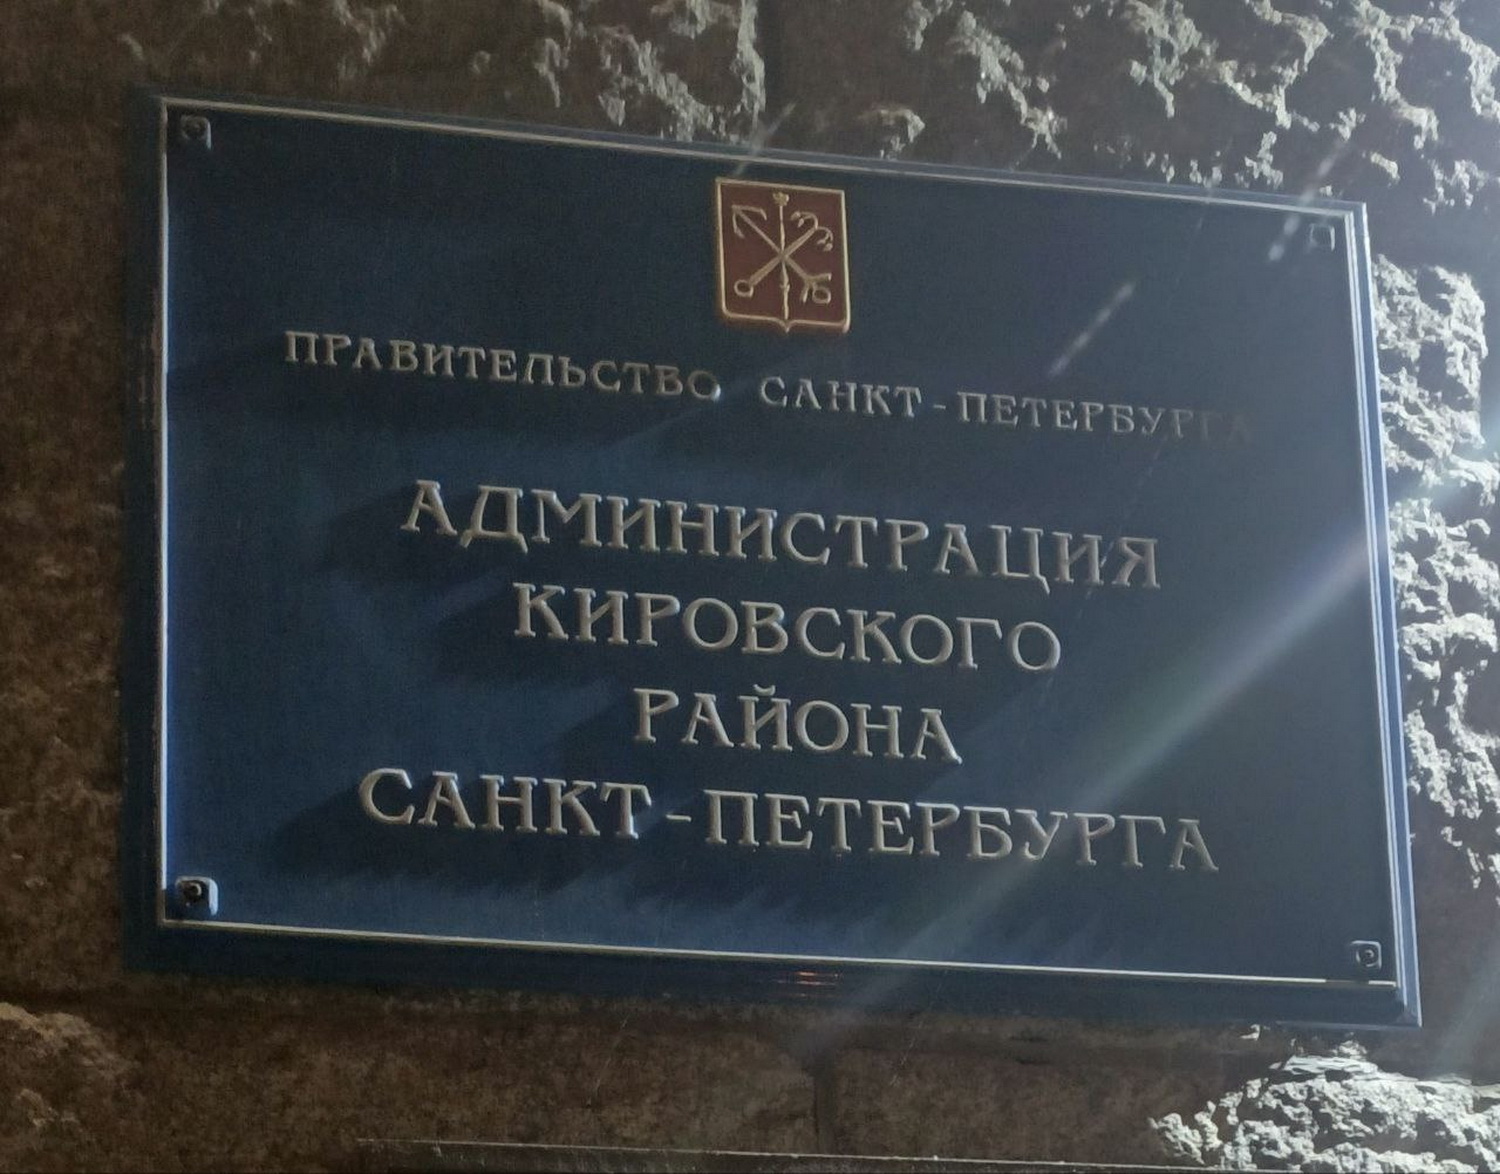 ПРАВИТЕЛЬСТВО САНКТ-ПЕТЕРБУРГА
АДМИНИСТРАЦИЯ
КИРОВСКОГО
РАЙОНА
САНКТ-ПЕТЕРБУРГА